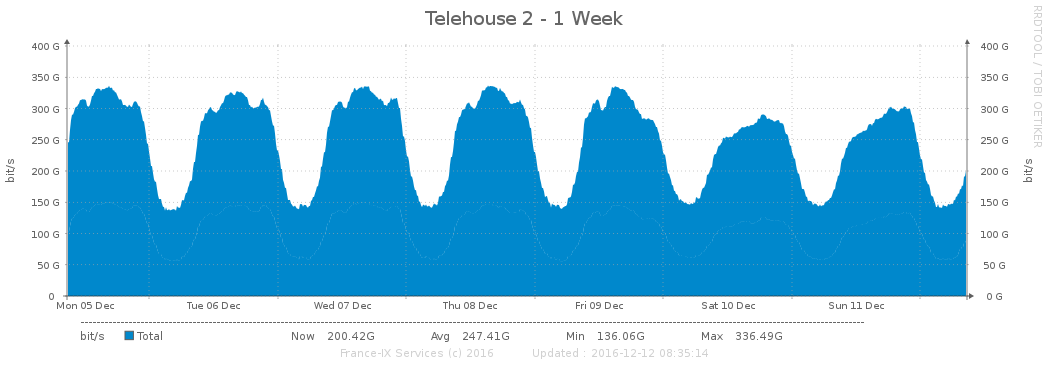 Telehouse 2 - 1 Week
RRDTOOL / TOBI OETIKER
400 G 400 G
350 G 350 G
300 G 300 G
250 G 250 G
200 G 200 G
150 G 150 G
100 G 100 G
50 G 50 G
0 0 G
bit/s bit/s
Mon 05 Dec Tue 06 Dec Wed 07 Dec Thu 08 Dec Fri 09 Dec Sat 10 Dec Sun 11 Dec
bit/s Total Now 200.42G Avg 247.41G Min 136.06G Max 336.49G
France-IX Services (c) 2016 Updated : 2016-12-12 08:35:14